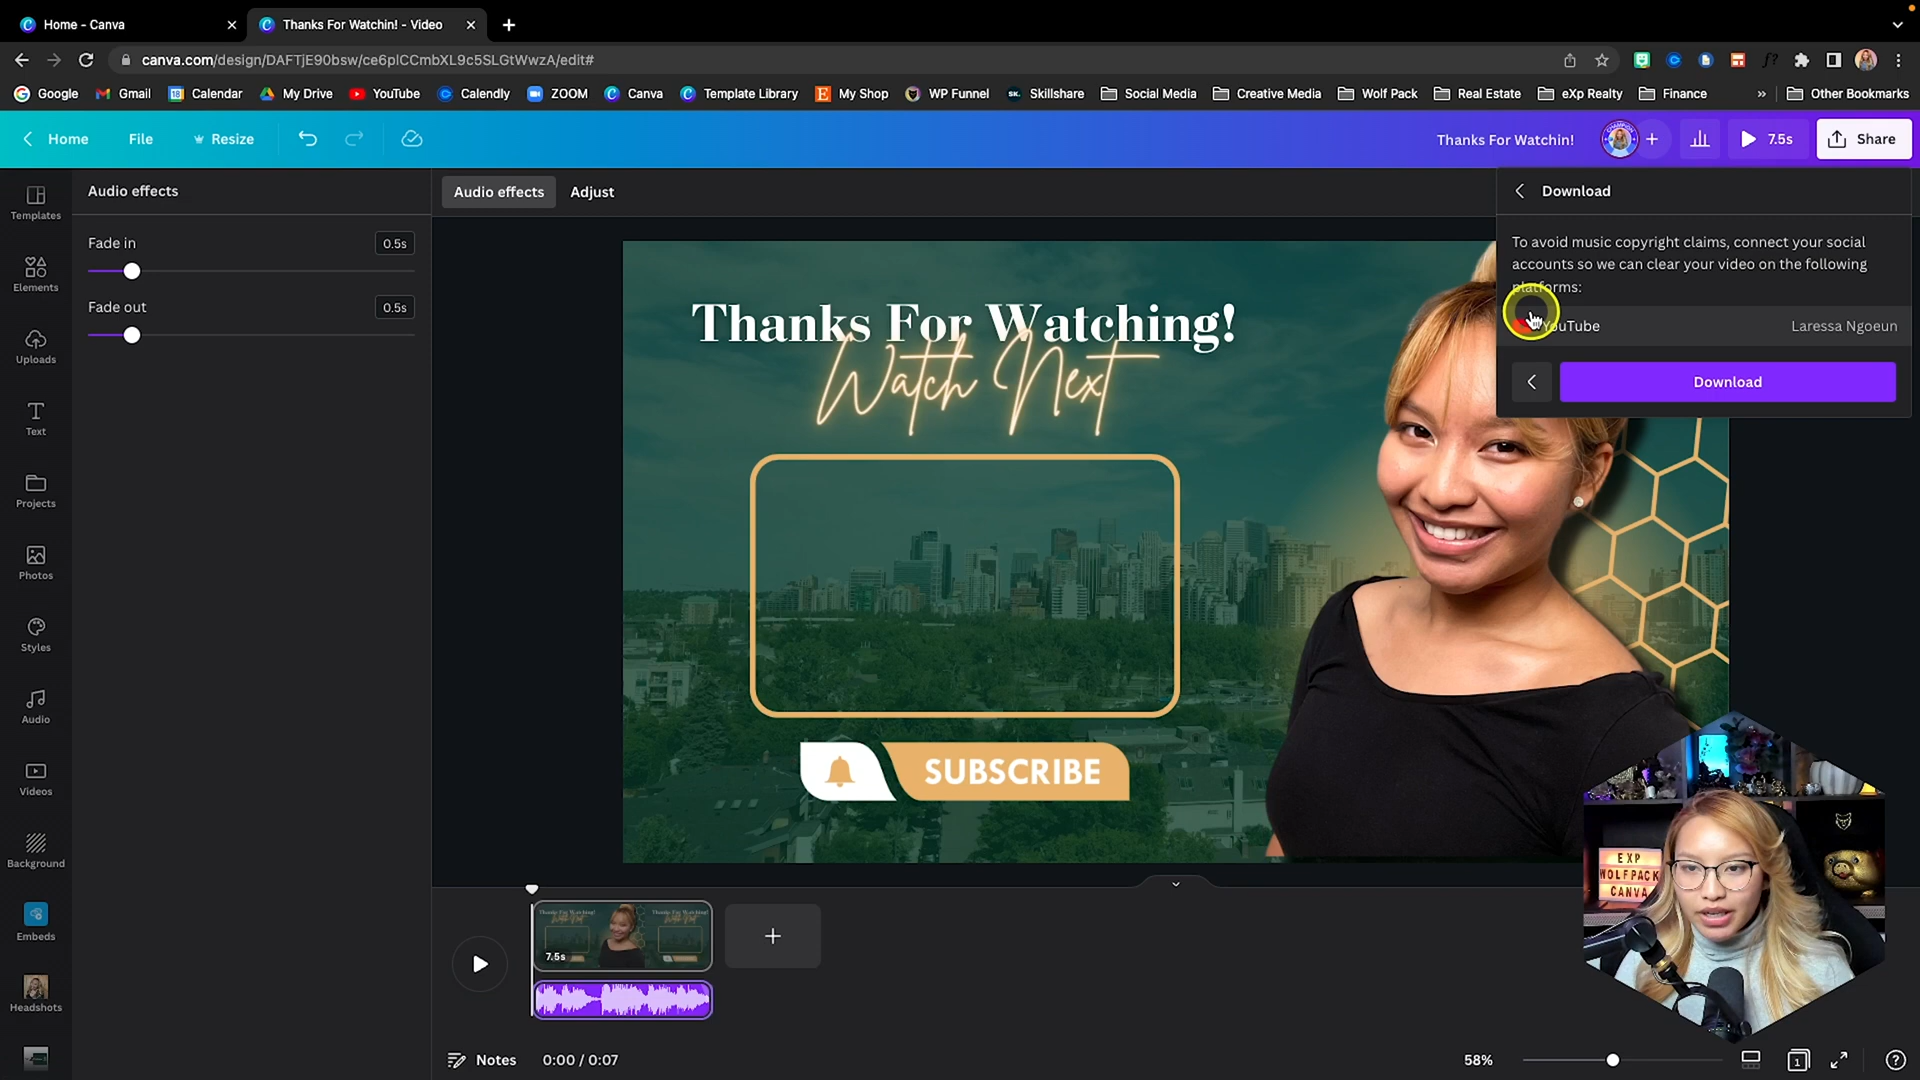 Home - Canva
Thanks For Watchin! - Video
canva.com/design/DAFTjE90bsw/ce6plCCmbXL9c5SLGtWwzA/edit#
Google Gmail Calendar My Drive YouTube Calendly ZOOM Canva Template Library My Shop WP Funnel Skillshare Social Media Creative Media Wolf Pack Real Estate eXp Realty Finance » Other Bookmarks
Home File Resize Thanks For Watchin! 7.5s Share
Templates
Elements
Uploads
Text
Projects
Photos
Styles
Audio
Videos
Background
Embeds
Headshots
Audio effects
Fade in 0.5s
Fade out 0.5s
Audio effects Adjust
Download
To avoid music copyright claims, connect your social
accounts so we can clear your video on the following
platforms:
YouTube Laressa Ngoeun
Download
Thanks For Watching!
Watch Next
SUBSCRIBE
EXP
WOLFPACK
CANVA
7.5s
Notes 0:00 / 0:07 58% 1